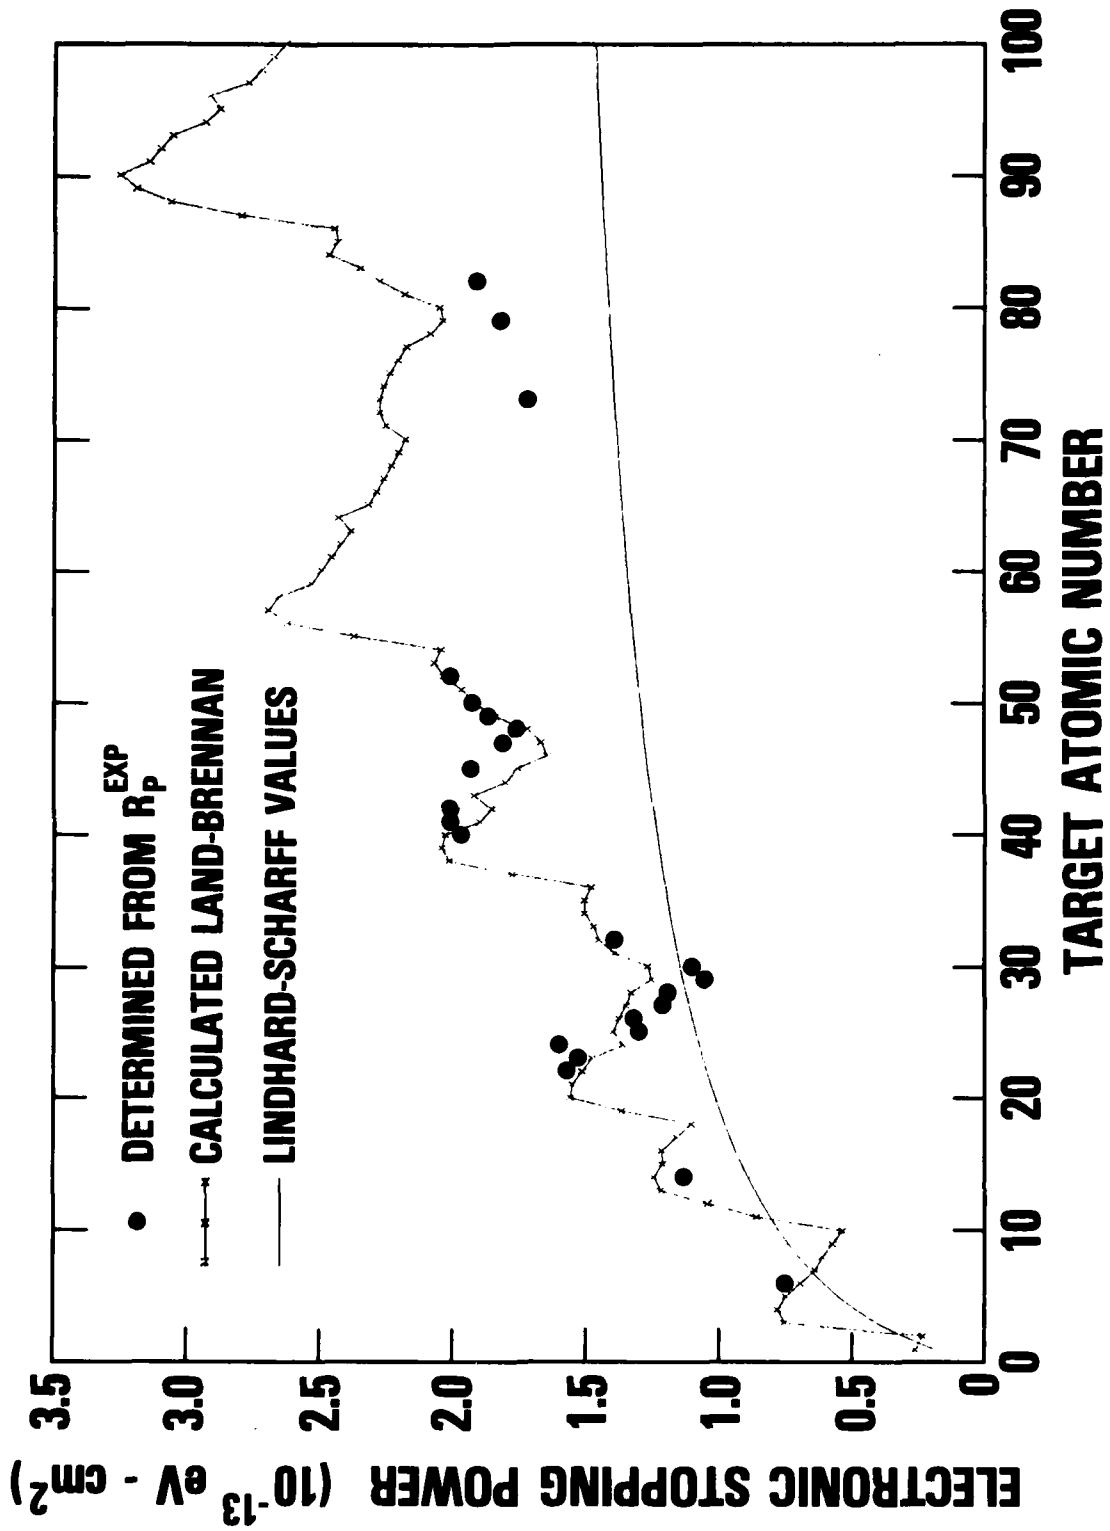 ELECTRONIC STOPPING POWER (10⁻¹³ eV - cm²)
3.5
3.0
2.5
2.0
1.5
1.0
0.5
0
DETERMINED FROM R_P^EXP
CALCULATED LAND-BRENNAN
LINDHARD-SCHARFF VALUES
0 10 20 30 40 50 60 70 80 90 100
TARGET ATOMIC NUMBER